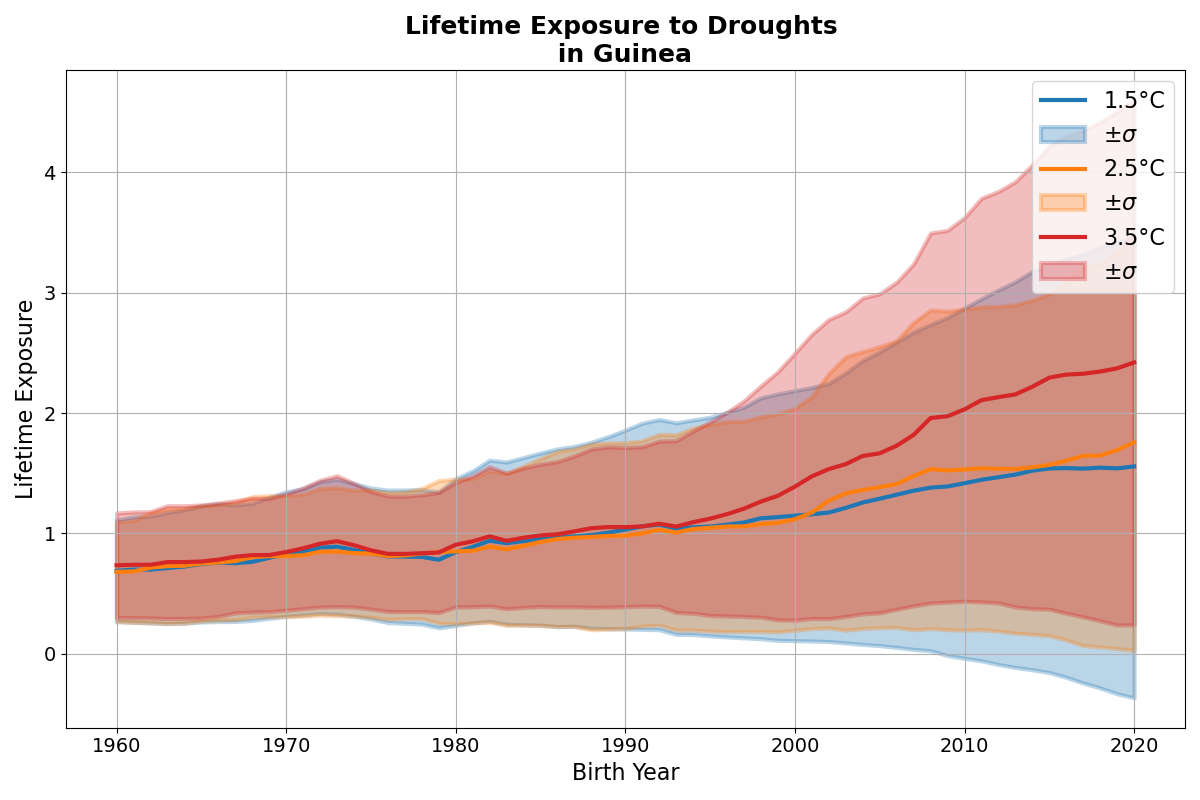 Lifetime Exposure to Droughts
in Guinea
1.5°C
±σ
2.5°C
±σ
3.5°C
±σ
Lifetime Exposure
4
3
2
1
0
1960 1970 1980 1990 2000 2010 2020
Birth Year